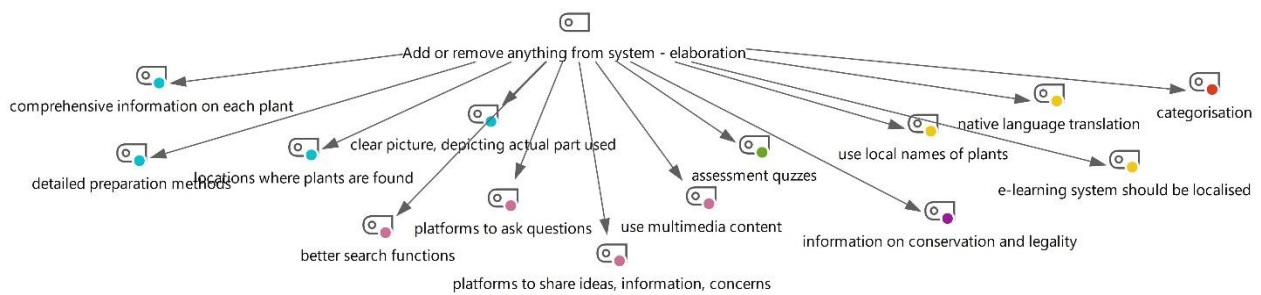 Add or remove anything from system - elaboration
comprehensive information on each plant
categorisation
native language translation
clear picture, depicting actual part used
use local names of plants
detailed preparation methods
locations where plants are found
assessment quzzes
e-learning system should be localised
platforms to ask questions
use multimedia content
information on conservation and legality
better search functions
platforms to share ideas, information, concerns